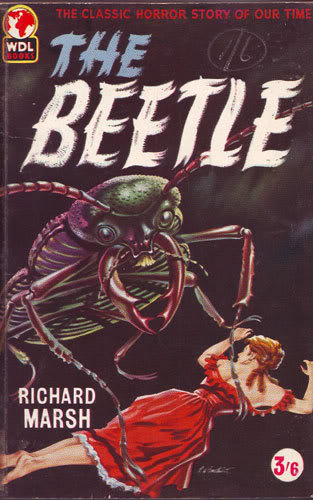 THE CLASSIC HORROR STORY OF OUR TIME
WDL
BOOKS
THE
BEETLE
RICHARD
MARSH
3/6